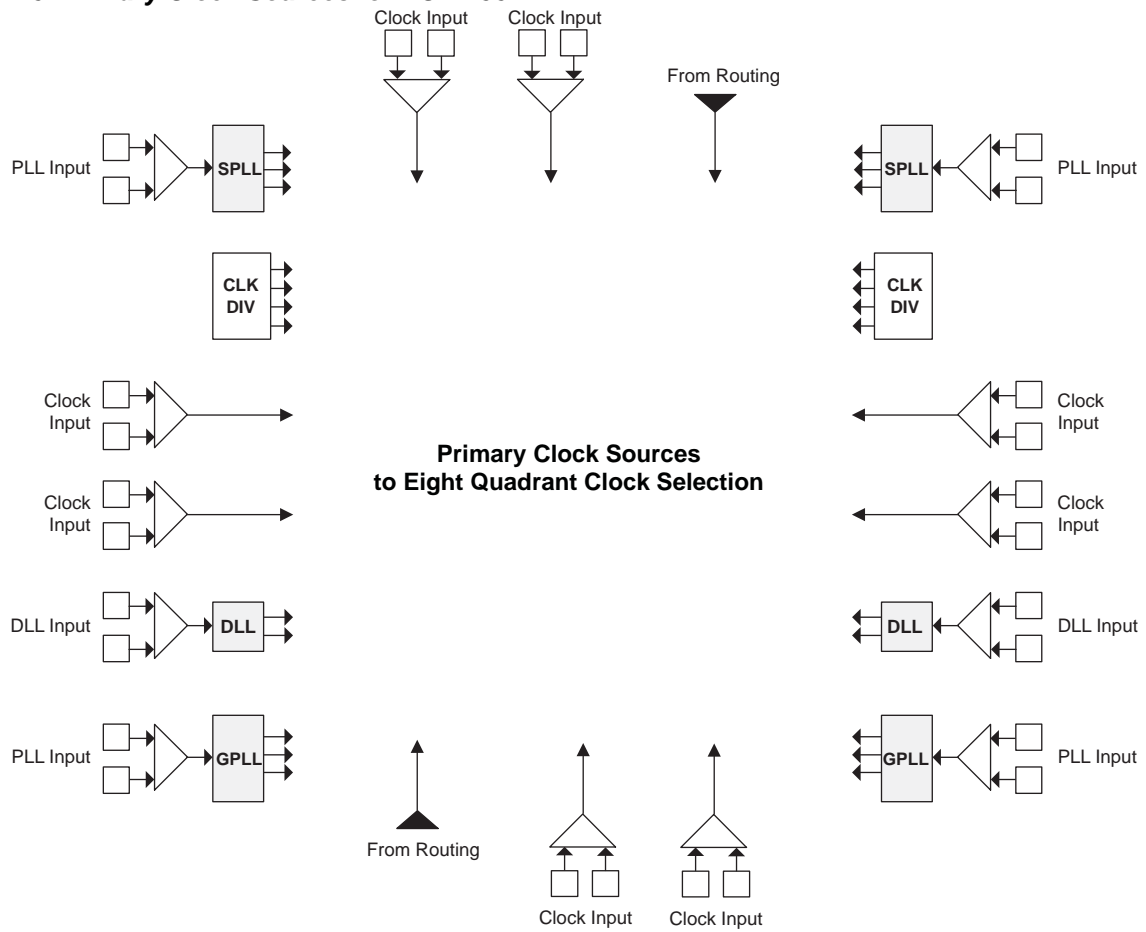 Clock Input Clock Input
From Routing
PLL Input SPLL SPLL PLL Input
CLK
DIV
CLK
DIV
Clock
Input
Clock
Input
Primary Clock Sources
to Eight Quadrant Clock Selection
Clock
Input
Clock
Input
DLL Input DLL DLL DLL Input
PLL Input GPLL GPLL PLL Input
From Routing
Clock Input Clock Input